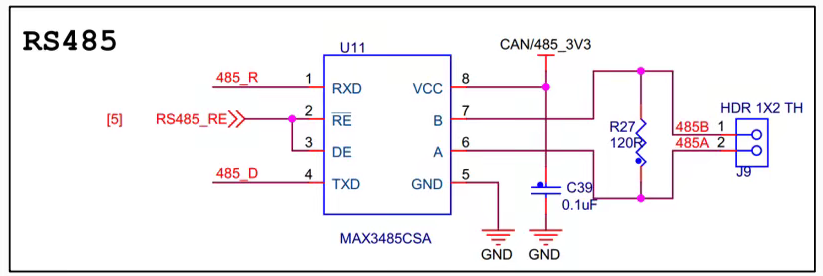 RS485
U11
CAN/485_3V3
485_R 1 RXD VCC 8
[5] RS485_RE 2 RE B 7
3 DE A 6
485_D 4 TXD GND 5
MAX3485CSA
C39
0.1uF
GND GND
R27
120R
HDR 1X2 TH
485B 1
485A 2
J9